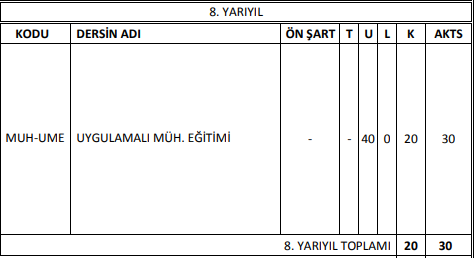 8. YARIYIL
KODU DERSİN ADI ÖN ŞART T U L K AKTS
MUH-UME UYGULAMALI MÜH. EĞİTİMİ - - 40 0 20 30
8. YARIYIL TOPLAMI 20 30